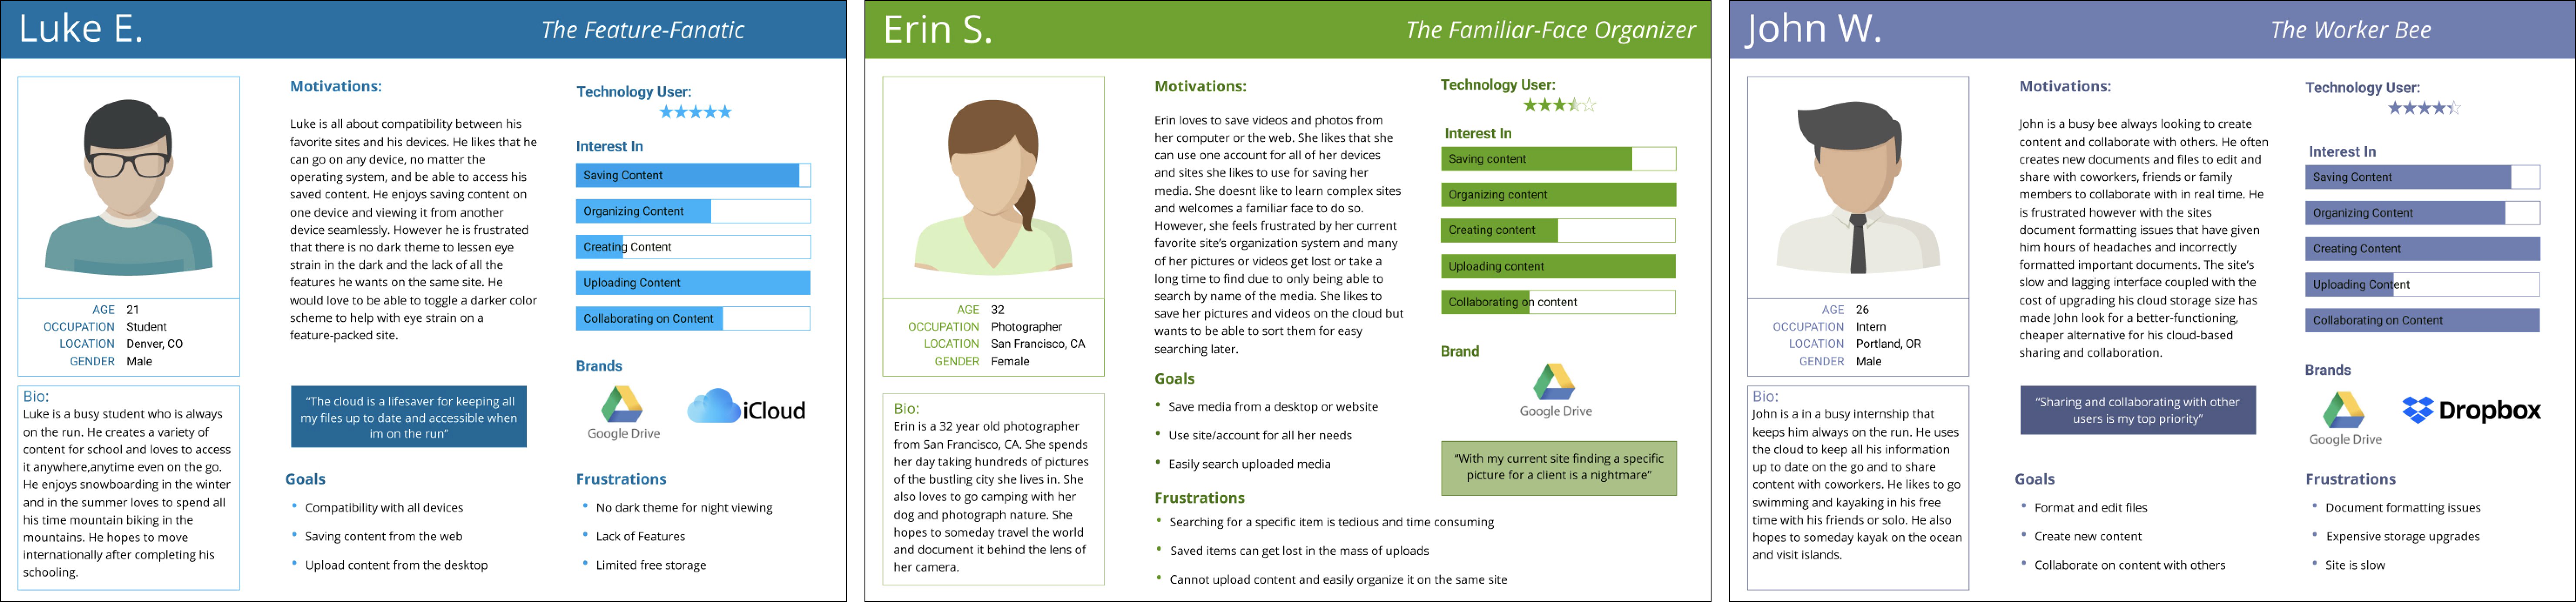 Luke E.
The Feature-Fanatic
AGE 21
OCCUPATION Student
LOCATION Denver, CO
GENDER Male
Bio:
Luke is a busy student who is always
on the run. He creates a variety of
content for school and loves to access
it anywhere,anytime even on the go.
He enjoys snowboarding in the winter
and in the summer loves to spend all
his time mountain biking in the
mountains. He hopes to move
internationally after completing his
schooling.
Motivations:
Luke is all about compatibility between his
favorite sites and his devices. He likes that he
can go on any device, no matter the
operating system, and be able to access his
saved content. He enjoys saving content on
one device and viewing it from another
device seamlessly. However he is frustrated
that there is no dark theme to lessen eye
strain in the dark and the lack of all the
features he wants on the same site. He
would love to be able to toggle a darker color
scheme to help with eye strain on a
feature-packed site.
“The cloud is a lifesaver for keeping all
my files up to date and accessible when
im on the run”
Goals
• Compatibility with all devices
• Saving content from the web
• Upload content from the desktop
Technology User:
Interest In
Saving Content
Organizing Content
Creating Content
Uploading Content
Collaborating on Content
Brands
Google Drive
iCloud
Frustrations
• No dark theme for night viewing
• Lack of Features
• Limited free storage
Erin S.
The Familiar-Face Organizer
AGE 32
OCCUPATION Photographer
LOCATION San Francisco, CA
GENDER Female
Bio:
Erin is a 32 year old photographer
from San Francisco, CA. She spends
her day taking hundreds of pictures
of the bustling city she lives in. She
also loves to go camping with her
dog and photograph nature. She
hopes to someday travel the world
and document it behind the lens of
her camera.
Motivations:
Erin loves to save videos and photos from
her computer or the web. She likes that she
can use one account for all of her devices
and sites she likes to use for saving her
media. She doesnt like to learn complex sites
and welcomes a familiar face to do so.
However, she feels frustrated by her current
favorite site’s organization system and many
of her pictures or videos get lost or take a
long time to find due to only being able to
search by name of the media. She likes to
save her pictures and videos on the cloud but
wants to be able to sort them for easy
searching later.
Goals
• Save media from a desktop or website
• Use site/account for all her needs
• Easily search uploaded media
Frustrations
• Searching for a specific item is tedious and time consuming
• Saved items can get lost in the mass of uploads
• Cannot upload content and easily organize it on the same site
Technology User:
Interest In
Saving content
Organizing content
Creating content
Uploading content
Collaborating on content
Brand
Google Drive
“With my current site finding a specific
picture for a client is a nightmare”
John W.
The Worker Bee
AGE 26
OCCUPATION Intern
LOCATION Portland, OR
GENDER Male
Bio:
John is a in a busy internship that
keeps him always on the run. He uses
the cloud to keep all his information
up to date on the go and to share
content with coworkers. He likes to go
swimming and kayaking in his free
time with his friends or solo. He also
hopes to someday kayak on the ocean
and visit islands.
Motivations:
John is a busy bee always looking to create
content and collaborate with others. He often
creates new documents and files to edit and
share with coworkers, friends or family
members to collaborate with in real time. He
is frustrated however with the sites
document formatting issues that have given
him hours of headaches and incorrectly
formatted important documents. The site’s
slow and lagging interface coupled with the
cost of upgrading his cloud storage size has
made John look for a better-functioning,
cheaper alternative for his cloud-based
sharing and collaboration.
“Sharing and collaborating with other
users is my top priority”
Goals
• Format and edit files
• Create new content
• Collaborate on content with others
Technology User:
Interest In
Saving Content
Organizing Content
Creating Content
Uploading Content
Collaborating on Content
Brands
Google Drive
Dropbox
Frustrations
• Document formatting issues
• Expensive storage upgrades
• Site is slow